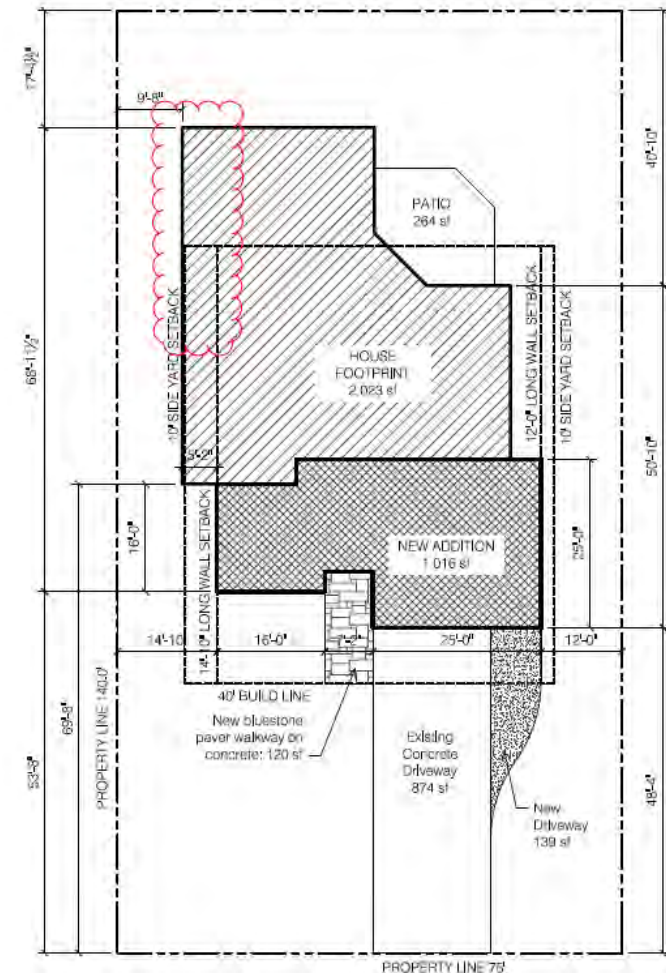 17'-4½"
9'-8"
40'-10"
PATIO
264 sf
68'-11½"
10' SIDE YARD SETBACK
HOUSE
FOOTPRINT
2,023 sf
12'-0" LONG WALL SETBACK
10' SIDE YARD SETBACK
50'-10"
5'-2"
16'-0"
14'-10" LONG WALL SETBACK
NEW ADDITION
1,016 sf
25'-0"
14'-10"
16'-0"
25'-0"
12'-0"
PROPERTY LINE 140.0'
69'-8"
53'-8"
40' BUILD LINE
New bluestone
paver walkway on
concrete: 120 sf
Existing
Concrete
Driveway
874 sf
New
Driveway
139 sf
48'-4"
PROPERTY LINE 75'